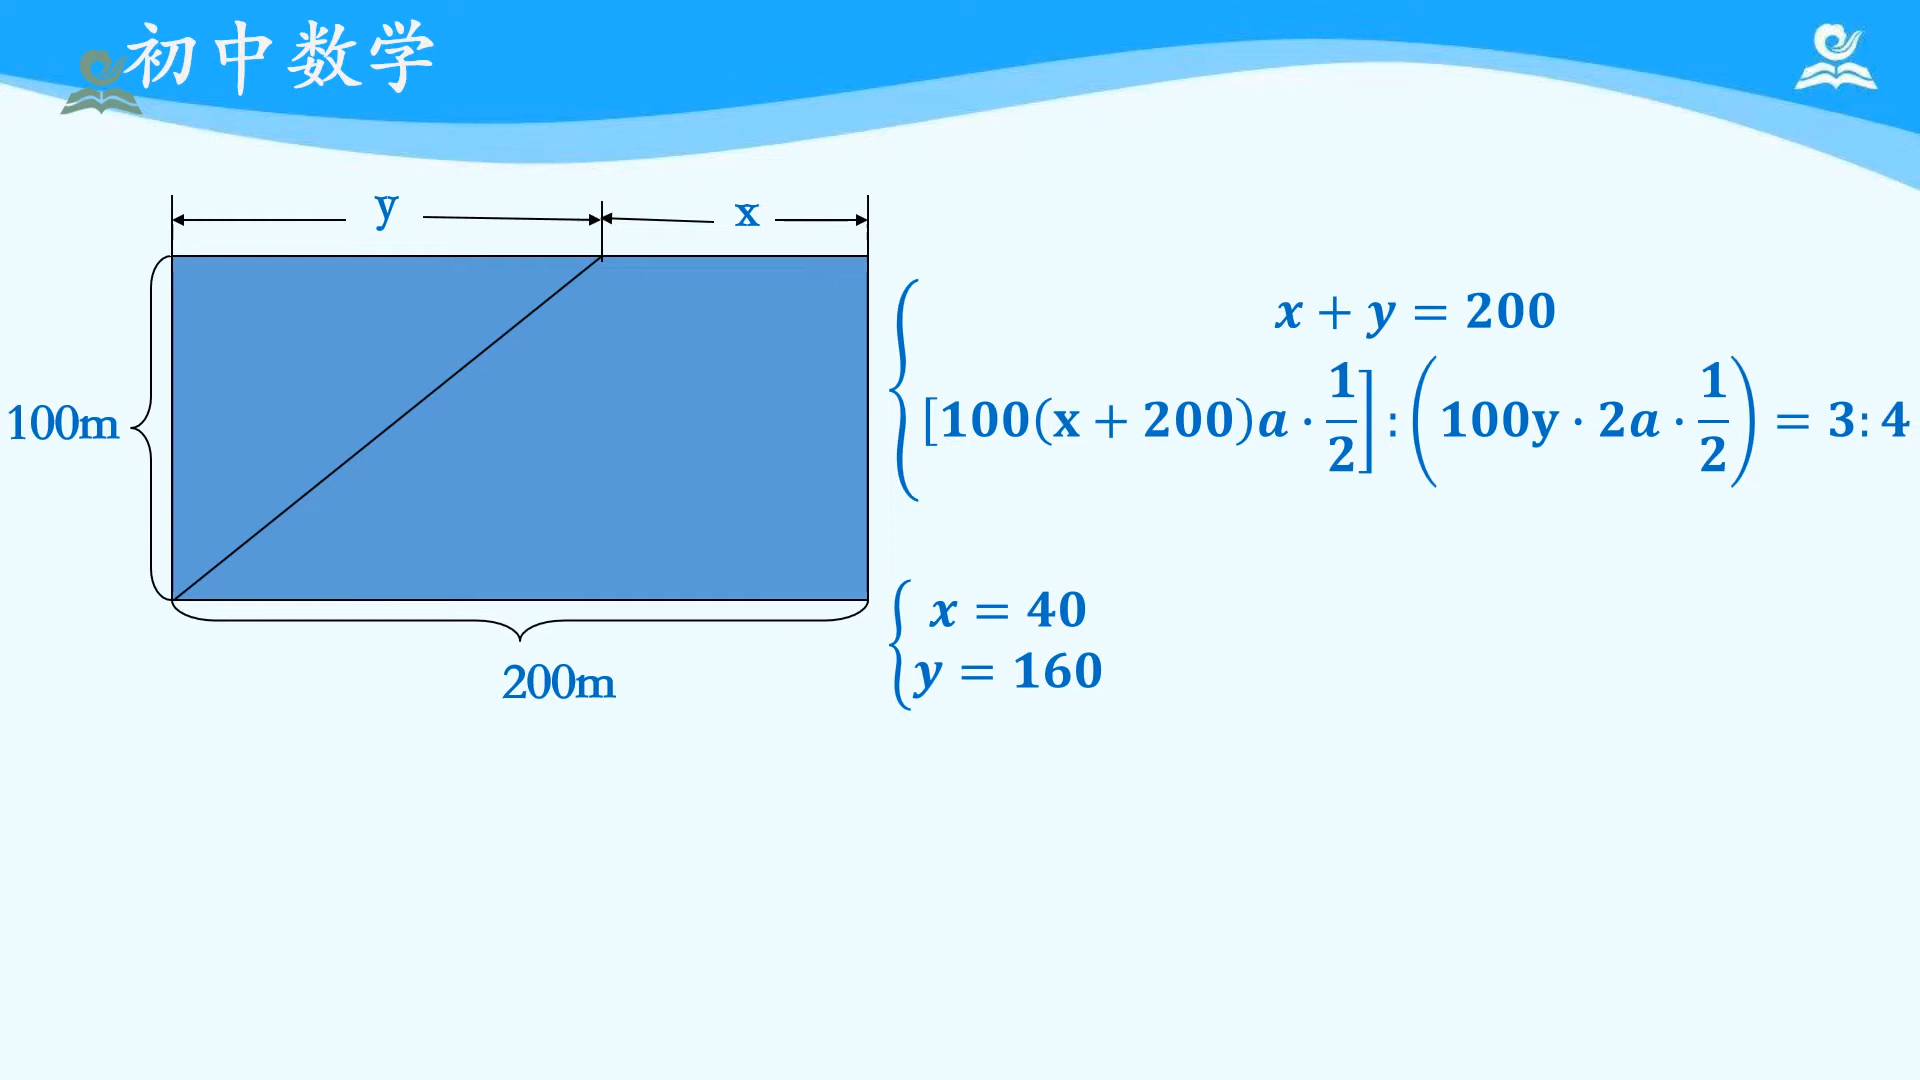 初中数学
y
x
100m
200m
x + y = 200
[100(x + 200)a · 1/2] : (100y · 2a · 1/2) = 3:4
x = 40
y = 160